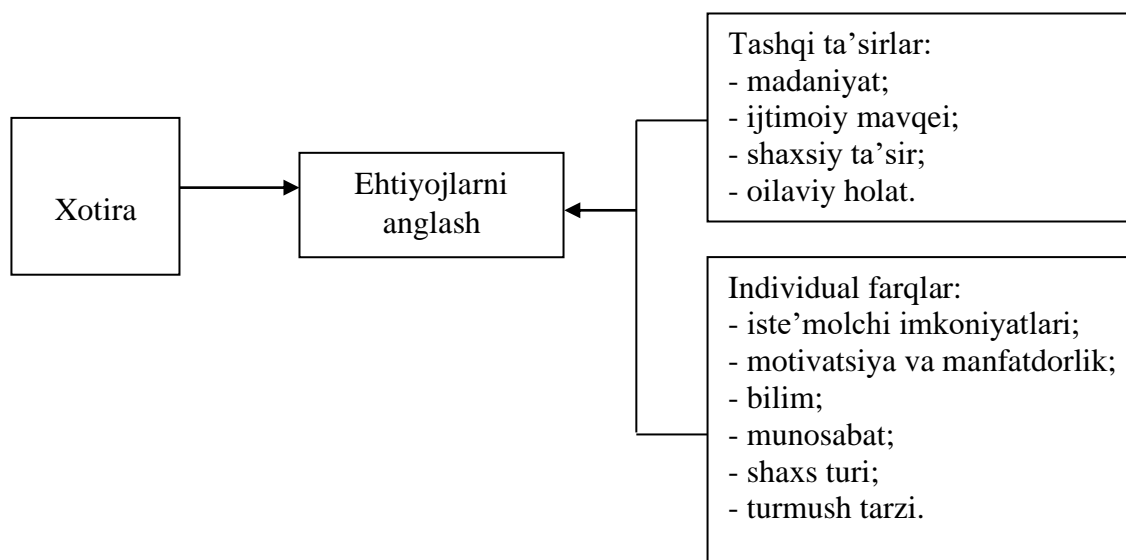 Xotira
Ehtiyojlarni
anglash
Tashqi ta’sirlar:
- madaniyat;
- ijtimoiy mavqei;
- shaxsiy ta’sir;
- oilaviy holat.
Individual farqlar:
- iste’molchi imkoniyatlari;
- motivatsiya va manfatdorlik;
- bilim;
- munosabat;
- shaxs turi;
- turmush tarzi.